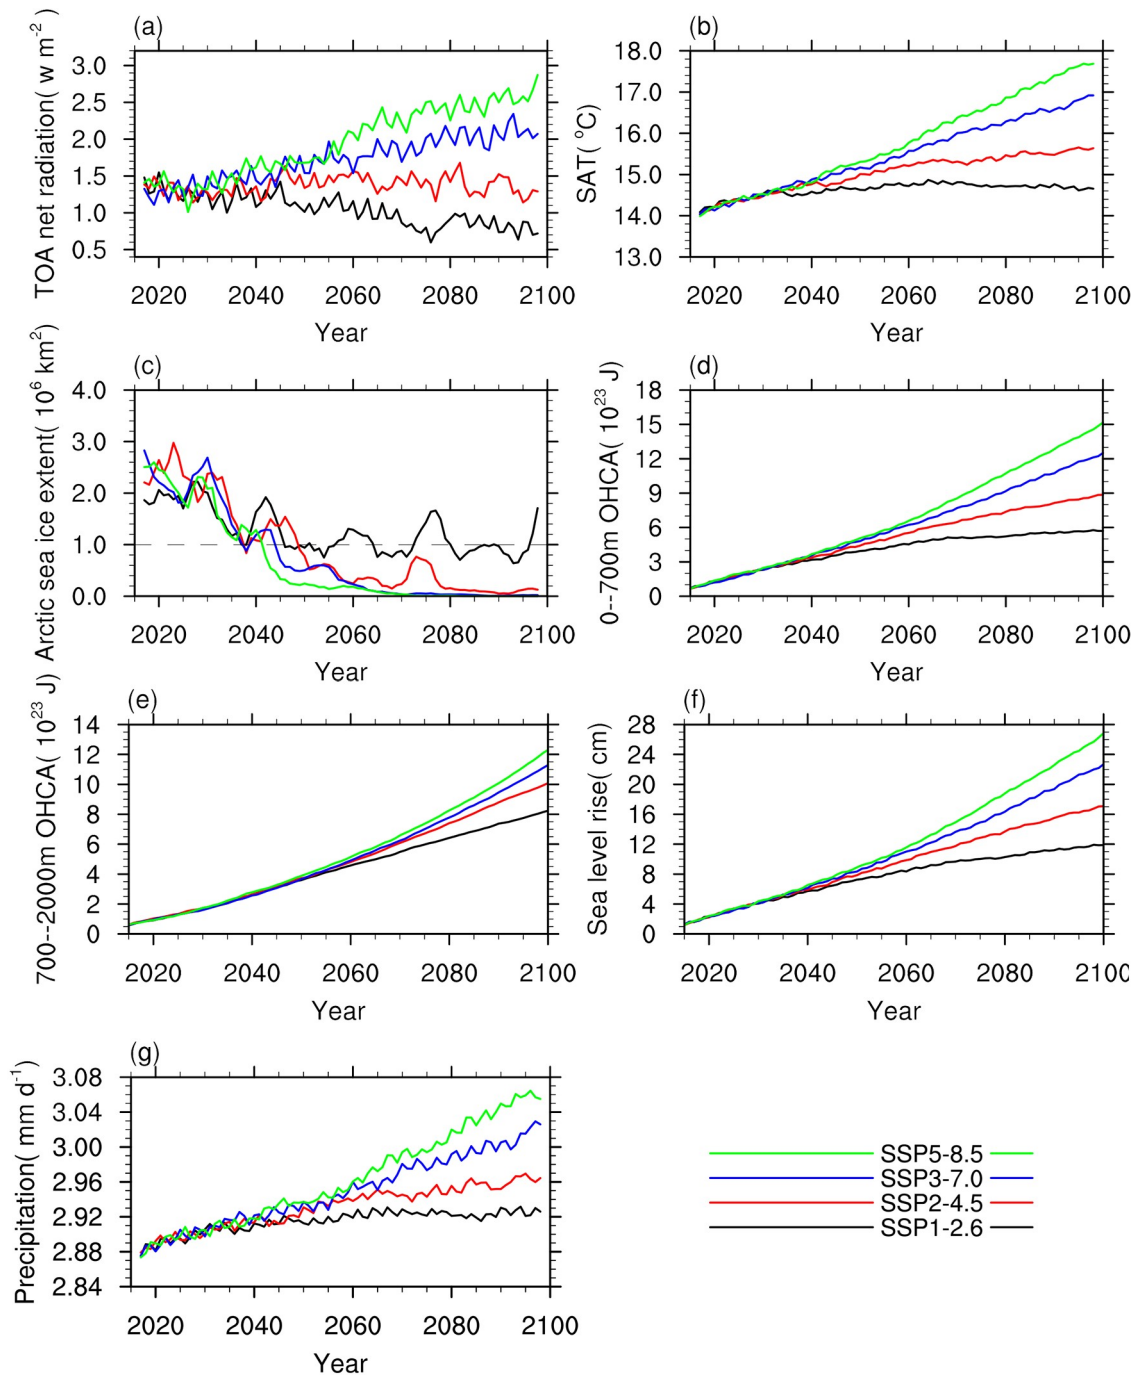 (a)
TOA net radiation( w m-2)
3.0
2.5
2.0
1.5
1.0
0.5
2020 2040 2060 2080 2100
Year
(b)
SAT( oC)
18.0
17.0
16.0
15.0
14.0
13.0
2020 2040 2060 2080 2100
Year
(c)
Arctic sea ice extent( 106 km2)
4.0
3.0
2.0
1.0
0.0
2020 2040 2060 2080 2100
Year
(d)
0--700m OHCA( 1023 J)
18
15
12
9
6
3
0
2020 2040 2060 2080 2100
Year
(e)
700--2000m OHCA( 1023 J)
14
12
10
8
6
4
2
0
2020 2040 2060 2080 2100
Year
(f)
Sea level rise( cm)
28
24
20
16
12
8
4
0
2020 2040 2060 2080 2100
Year
(g)
Precipitation( mm d-1)
3.08
3.04
3.00
2.96
2.92
2.88
2.84
2020 2040 2060 2080 2100
Year
SSP5-8.5
SSP3-7.0
SSP2-4.5
SSP1-2.6